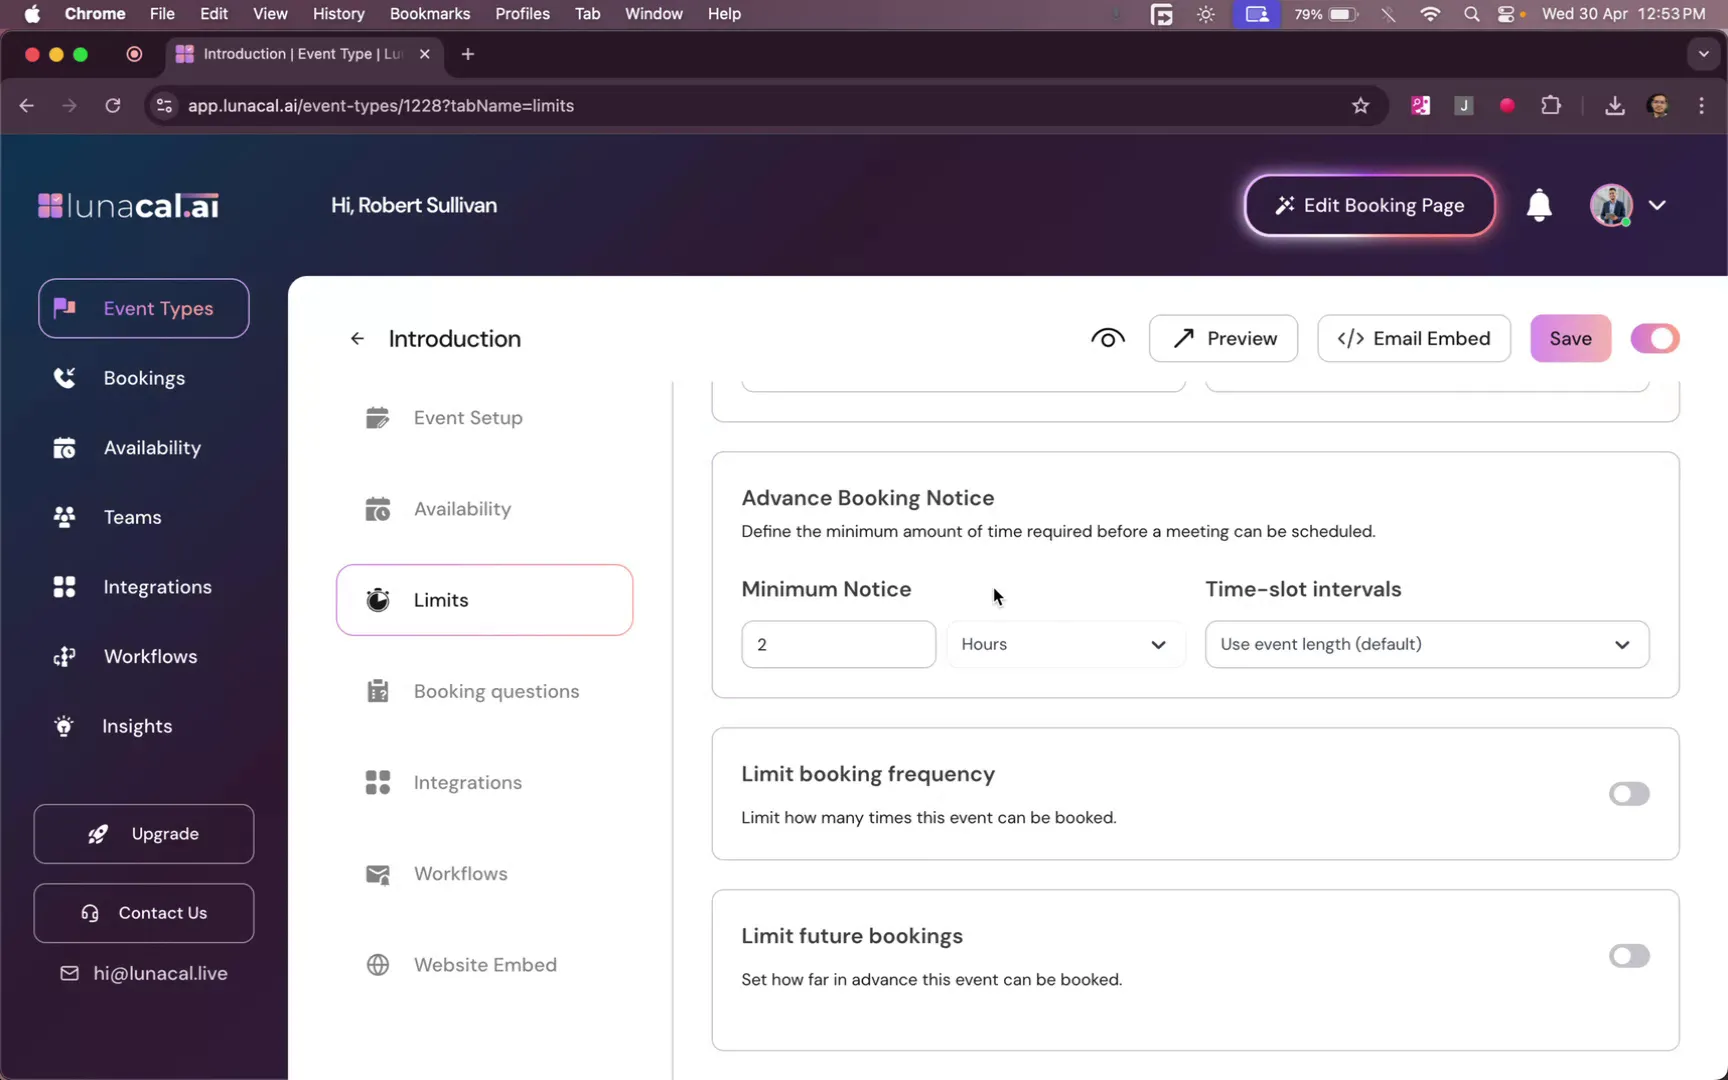 Chrome File Edit View History Bookmarks Profiles Tab Window Help 79% Wed 30 Apr 12:53 PM
Introduction | Event Type | Lu
app.lunacal.ai/event-types/1228?tabName=limits
J
lunacal.ai
Hi, Robert Sullivan
Edit Booking Page
Event Types
Bookings
Availability
Teams
Integrations
Workflows
Insights
Upgrade
Contact Us
hi@lunacal.live
Introduction
Preview
</> Email Embed
Save
Event Setup
Availability
Limits
Booking questions
Integrations
Workflows
Website Embed
Advance Booking Notice
Define the minimum amount of time required before a meeting can be scheduled.
Minimum Notice
Time-slot intervals
2
Hours
Use event length (default)
Limit booking frequency
Limit how many times this event can be booked.
Limit future bookings
Set how far in advance this event can be booked.